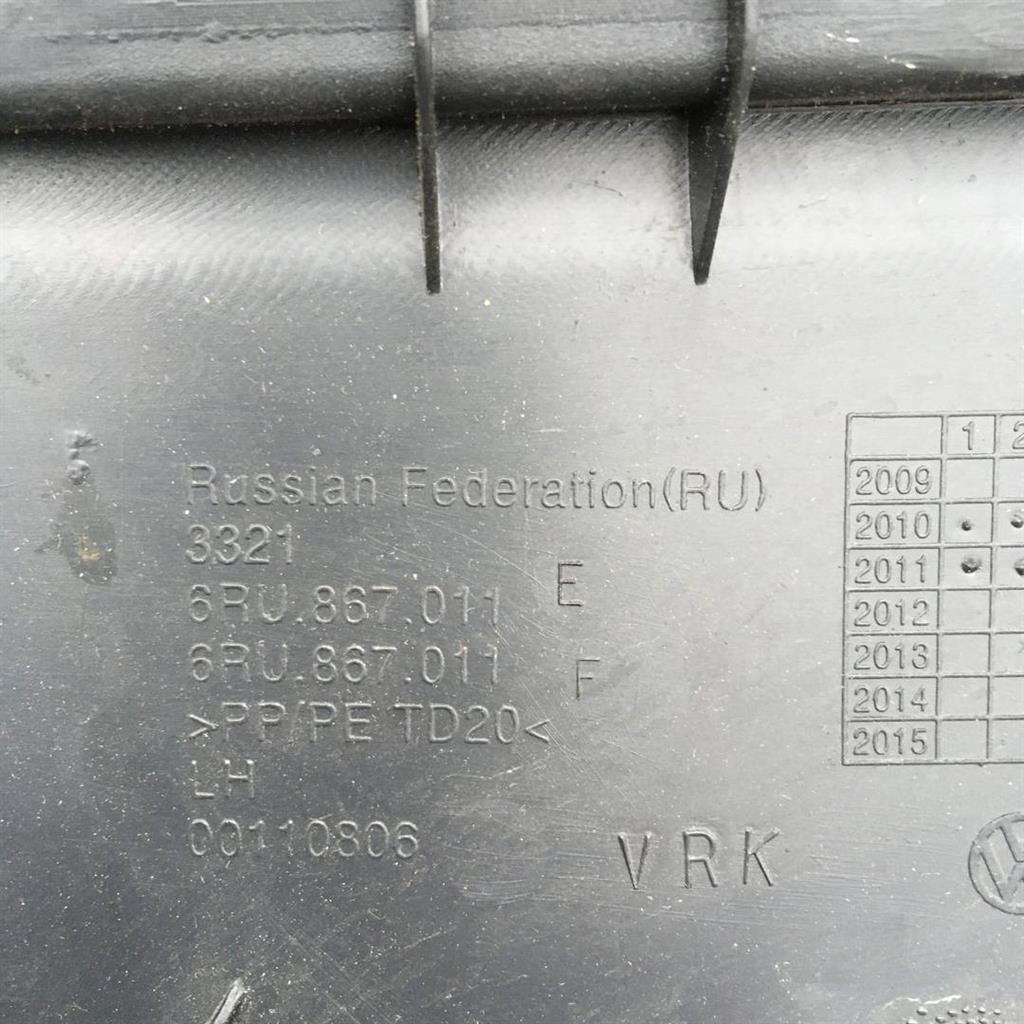 Russian Federation(RU)
3321
6RU.867.011 E
6RU.867.011 F
>PP/PE TD20<
LH
00110806
VRK
1 2
2009
2010
2011
2012
2013
2014
2015